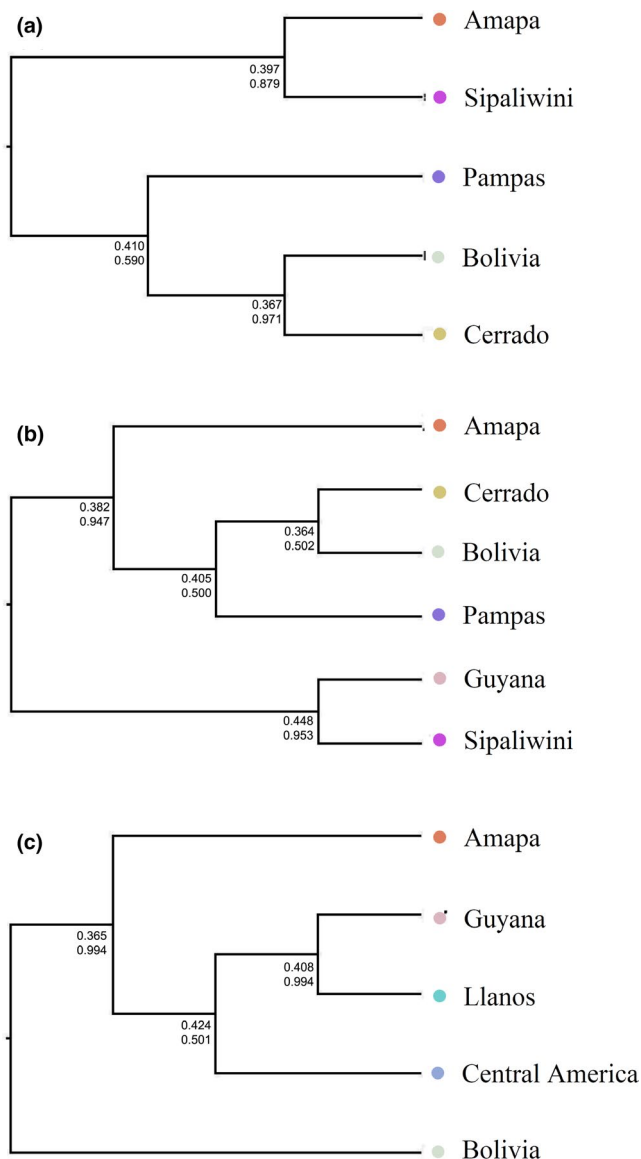 (a)
Amapa
0.397
0.879
Sipaliwini
Pampas
0.410
0.590
Bolivia
0.367
0.971
Cerrado
(b)
Amapa
0.382
0.947
Cerrado
0.364
0.502
Bolivia
0.405
0.500
Pampas
Guyana
0.448
0.953
Sipaliwini
(c)
Amapa
Guyana
0.365
0.994
0.408
0.994
Llanos
0.424
0.501
Central America
Bolivia